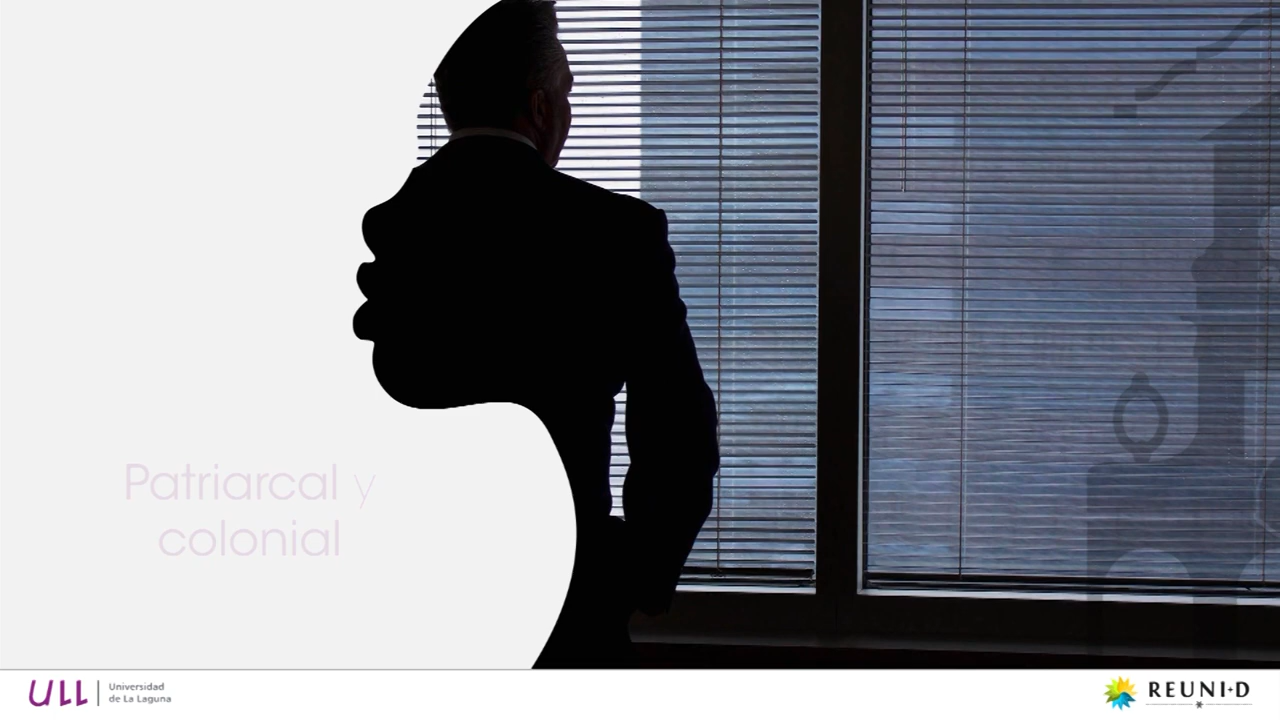 Patriarcal y
colonial
ULL
Universidad
de La Laguna
REUNI+D